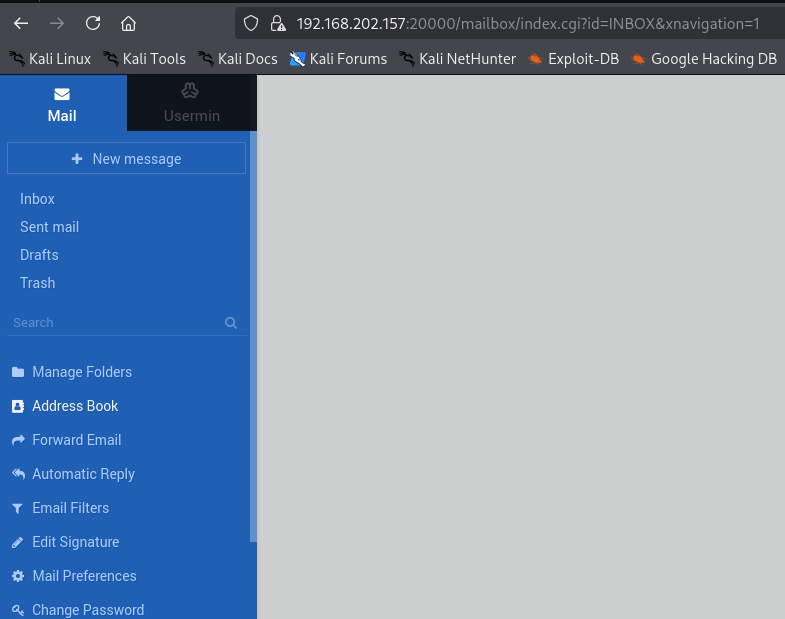 192.168.202.157:20000/mailbox/index.cgi?id=INBOX&xnavigation=1
Kali Linux Kali Tools Kali Docs Kali Forums Kali NetHunter Exploit-DB Google Hacking DB
Mail Usermin
New message
Inbox
Sent mail
Drafts
Trash
Search
Manage Folders
Address Book
Forward Email
Automatic Reply
Email Filters
Edit Signature
Mail Preferences
Change Password